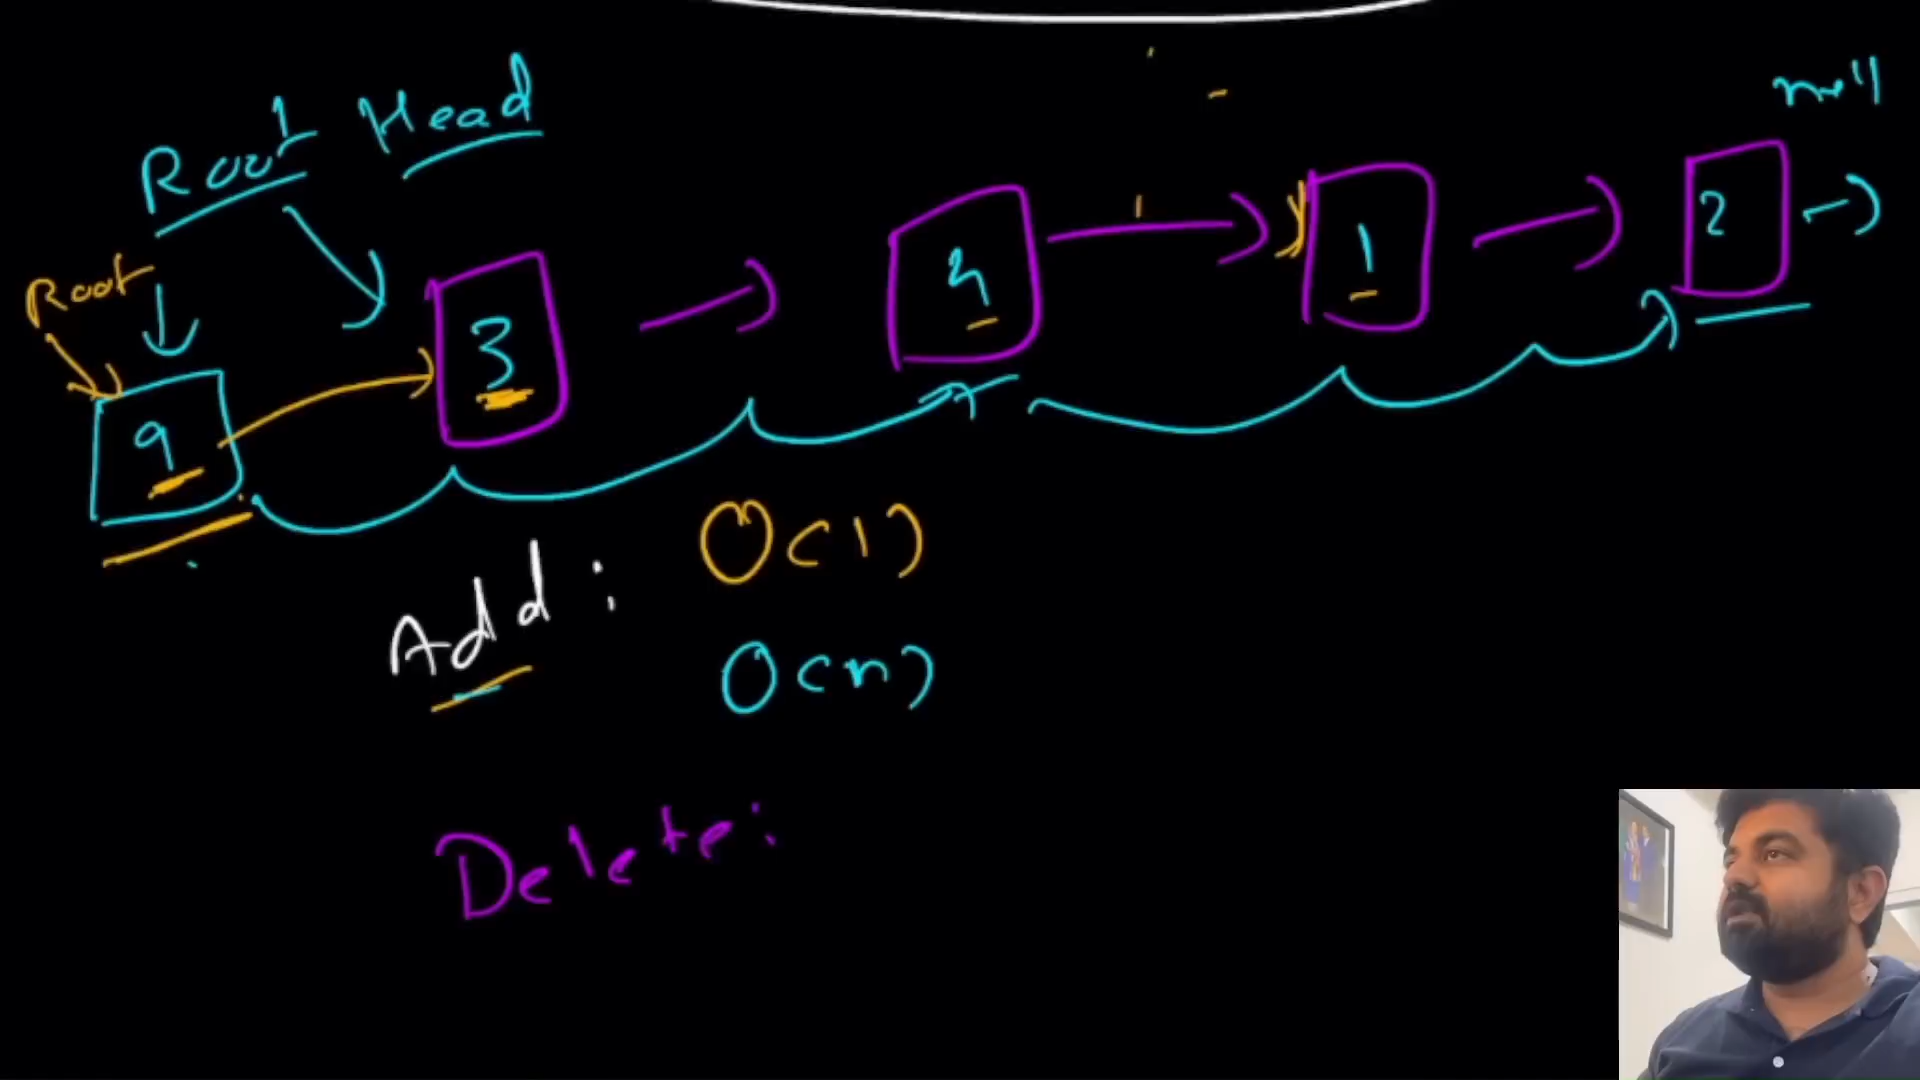 Root Head
null
Root
9 3 4 1 2
Add: O(1)
O(n)
Delete: